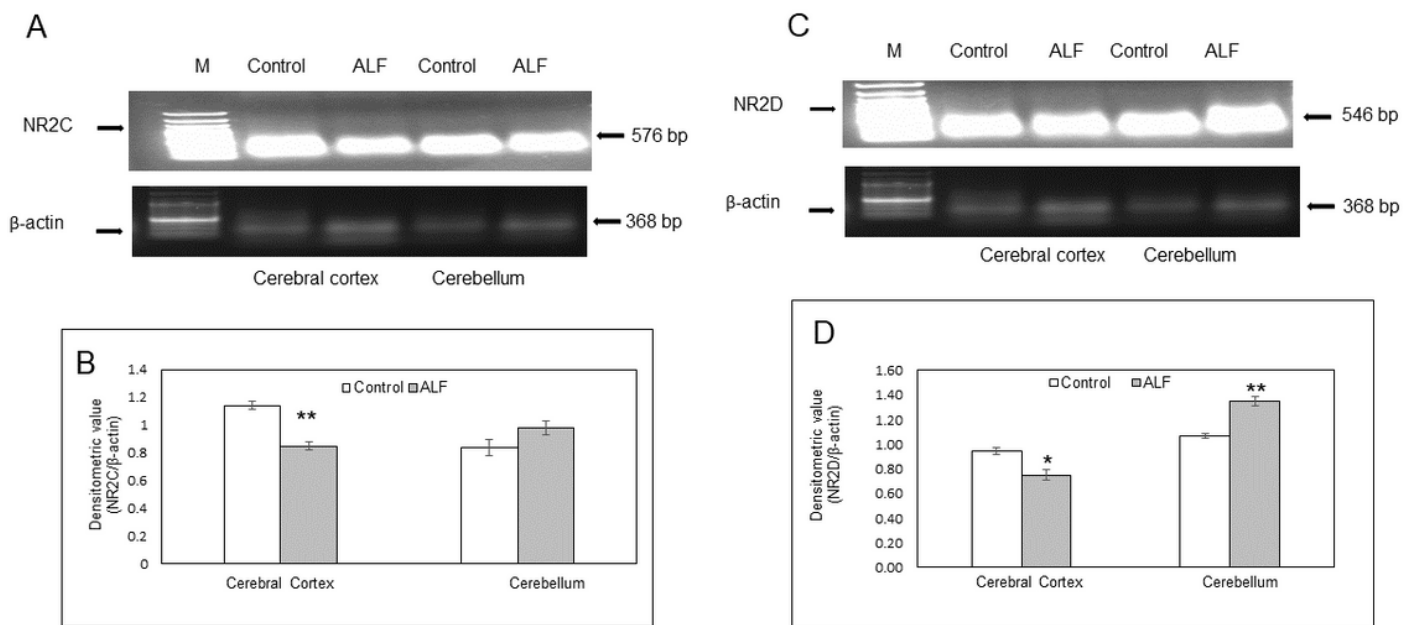 A
M Control ALF Control ALF
NR2C
576 bp
β-actin
368 bp
Cerebral cortex Cerebellum
B
Densitometric value
(NR2C/β-actin)
1.4
1.2
1
0.8
0.6
0.4
0.2
0
Control ALF
**
Cerebral Cortex Cerebellum
C
M Control ALF Control ALF
NR2D
546 bp
β-actin
368 bp
Cerebral cortex Cerebellum
D
Densitometric value
(NR2D/β-actin)
1.60
1.40
1.20
1.00
0.80
0.60
0.40
0.20
0.00
Control ALF
*
**
Cerebral Cortex Cerebellum